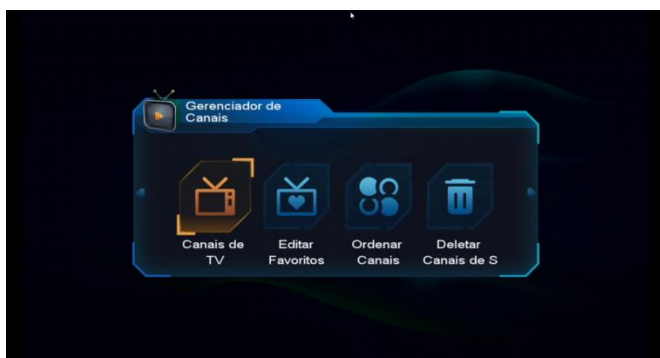 Gerenciador de
Canais
Canais de
TV
Editar
Favoritos
Ordenar
Canais
Deletar
Canais de S